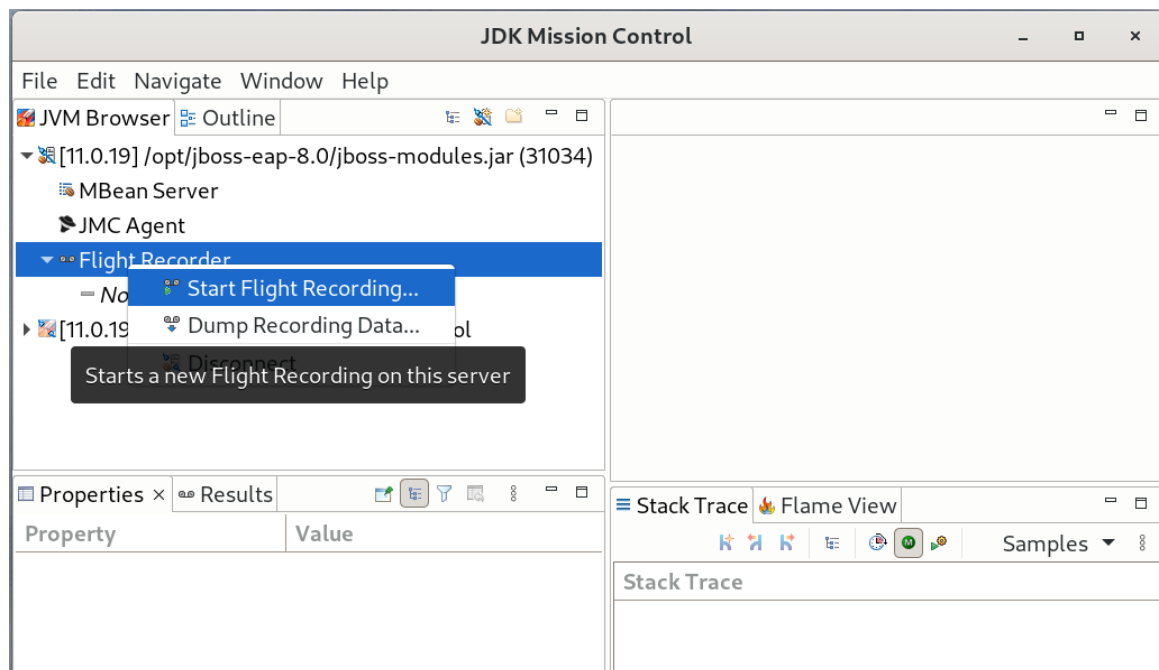 JDK Mission Control
File Edit Navigate Window Help
JVM Browser Outline
[11.0.19] /opt/jboss-eap-8.0/jboss-modules.jar (31034)
MBean Server
JMC Agent
Flight Recorder
Start Flight Recording...
No
Dump Recording Data...
[11.0.19 ol
Disconnect
Starts a new Flight Recording on this server
Properties Results
Property Value
Stack Trace Flame View
Samples
Stack Trace